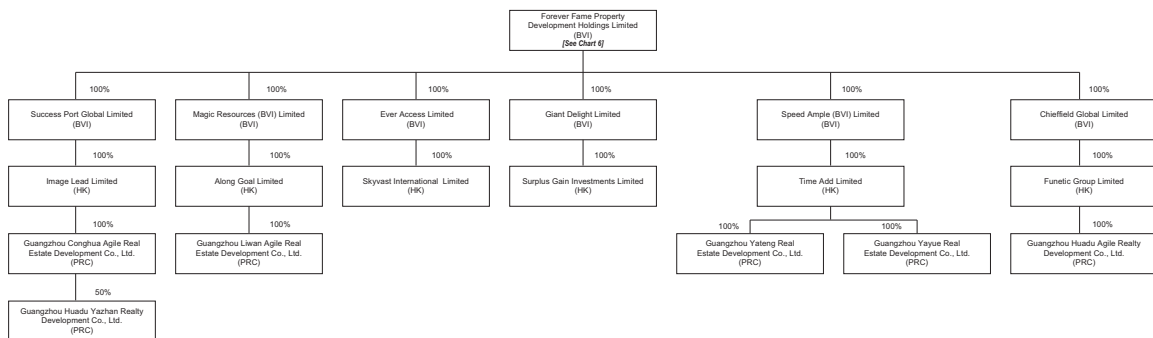 Forever Fame Property
Development Holdings Limited
(BVI)
[See Chart 6]
100%
100%
100%
100%
100%
100%
Success Port Global Limited
(BVI)
Magic Resources (BVI) Limited
(BVI)
Ever Access Limited
(BVI)
Giant Delight Limited
(BVI)
Speed Ample (BVI) Limited
(BVI)
Chieffield Global Limited
(BVI)
100%
100%
100%
100%
100%
100%
Image Lead Limited
(HK)
Along Goal Limited
(HK)
Skyvast International Limited
(HK)
Surplus Gain Investments Limited
(HK)
Time Add Limited
(HK)
Funetic Group Limited
(HK)
100%
100%
100%
100%
100%
Guangzhou Conghua Agile Real
Estate Development Co., Ltd.
(PRC)
Guangzhou Liwan Agile Real
Estate Development Co., Ltd.
(PRC)
Guangzhou Yateng Real
Estate Development Co., Ltd.
(PRC)
Guangzhou Yayue Real
Estate Development Co., Ltd.
(PRC)
Guangzhou Huadu Agile Realty
Development Co., Ltd.
(PRC)
50%
Guangzhou Huadu Yazhan Realty
Development Co., Ltd.
(PRC)